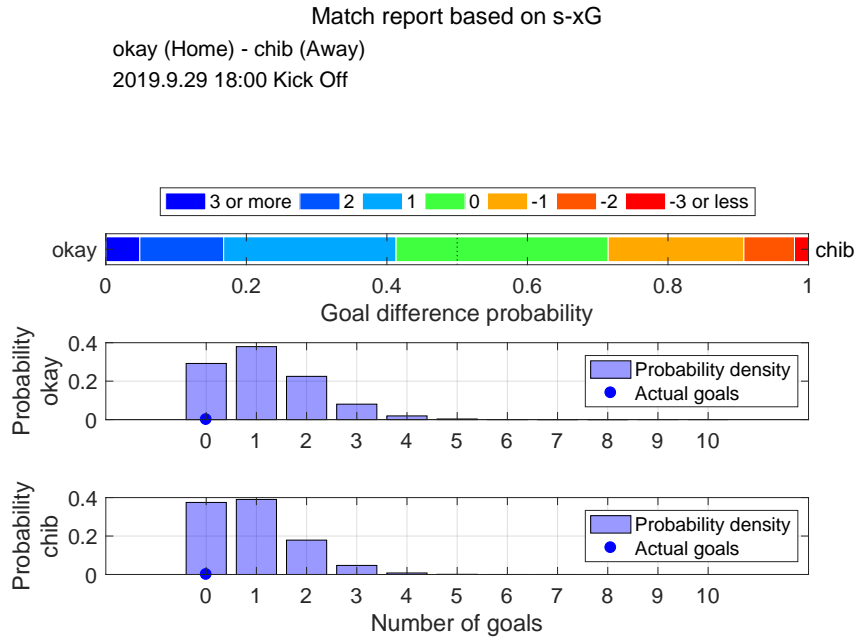 Match report based on s-xG
okay (Home) - chib (Away)
2019.9.29 18:00 Kick Off
3 or more 2 1 0 -1 -2 -3 or less
okay chib
0 0.2 0.4 0.6 0.8 1
Goal difference probability
Probability
okay
0.4
0.2
0
Probability density
Actual goals
0 1 2 3 4 5 6 7 8 9 10
Probability
chib
0.4
0.2
0
Probability density
Actual goals
0 1 2 3 4 5 6 7 8 9 10
Number of goals